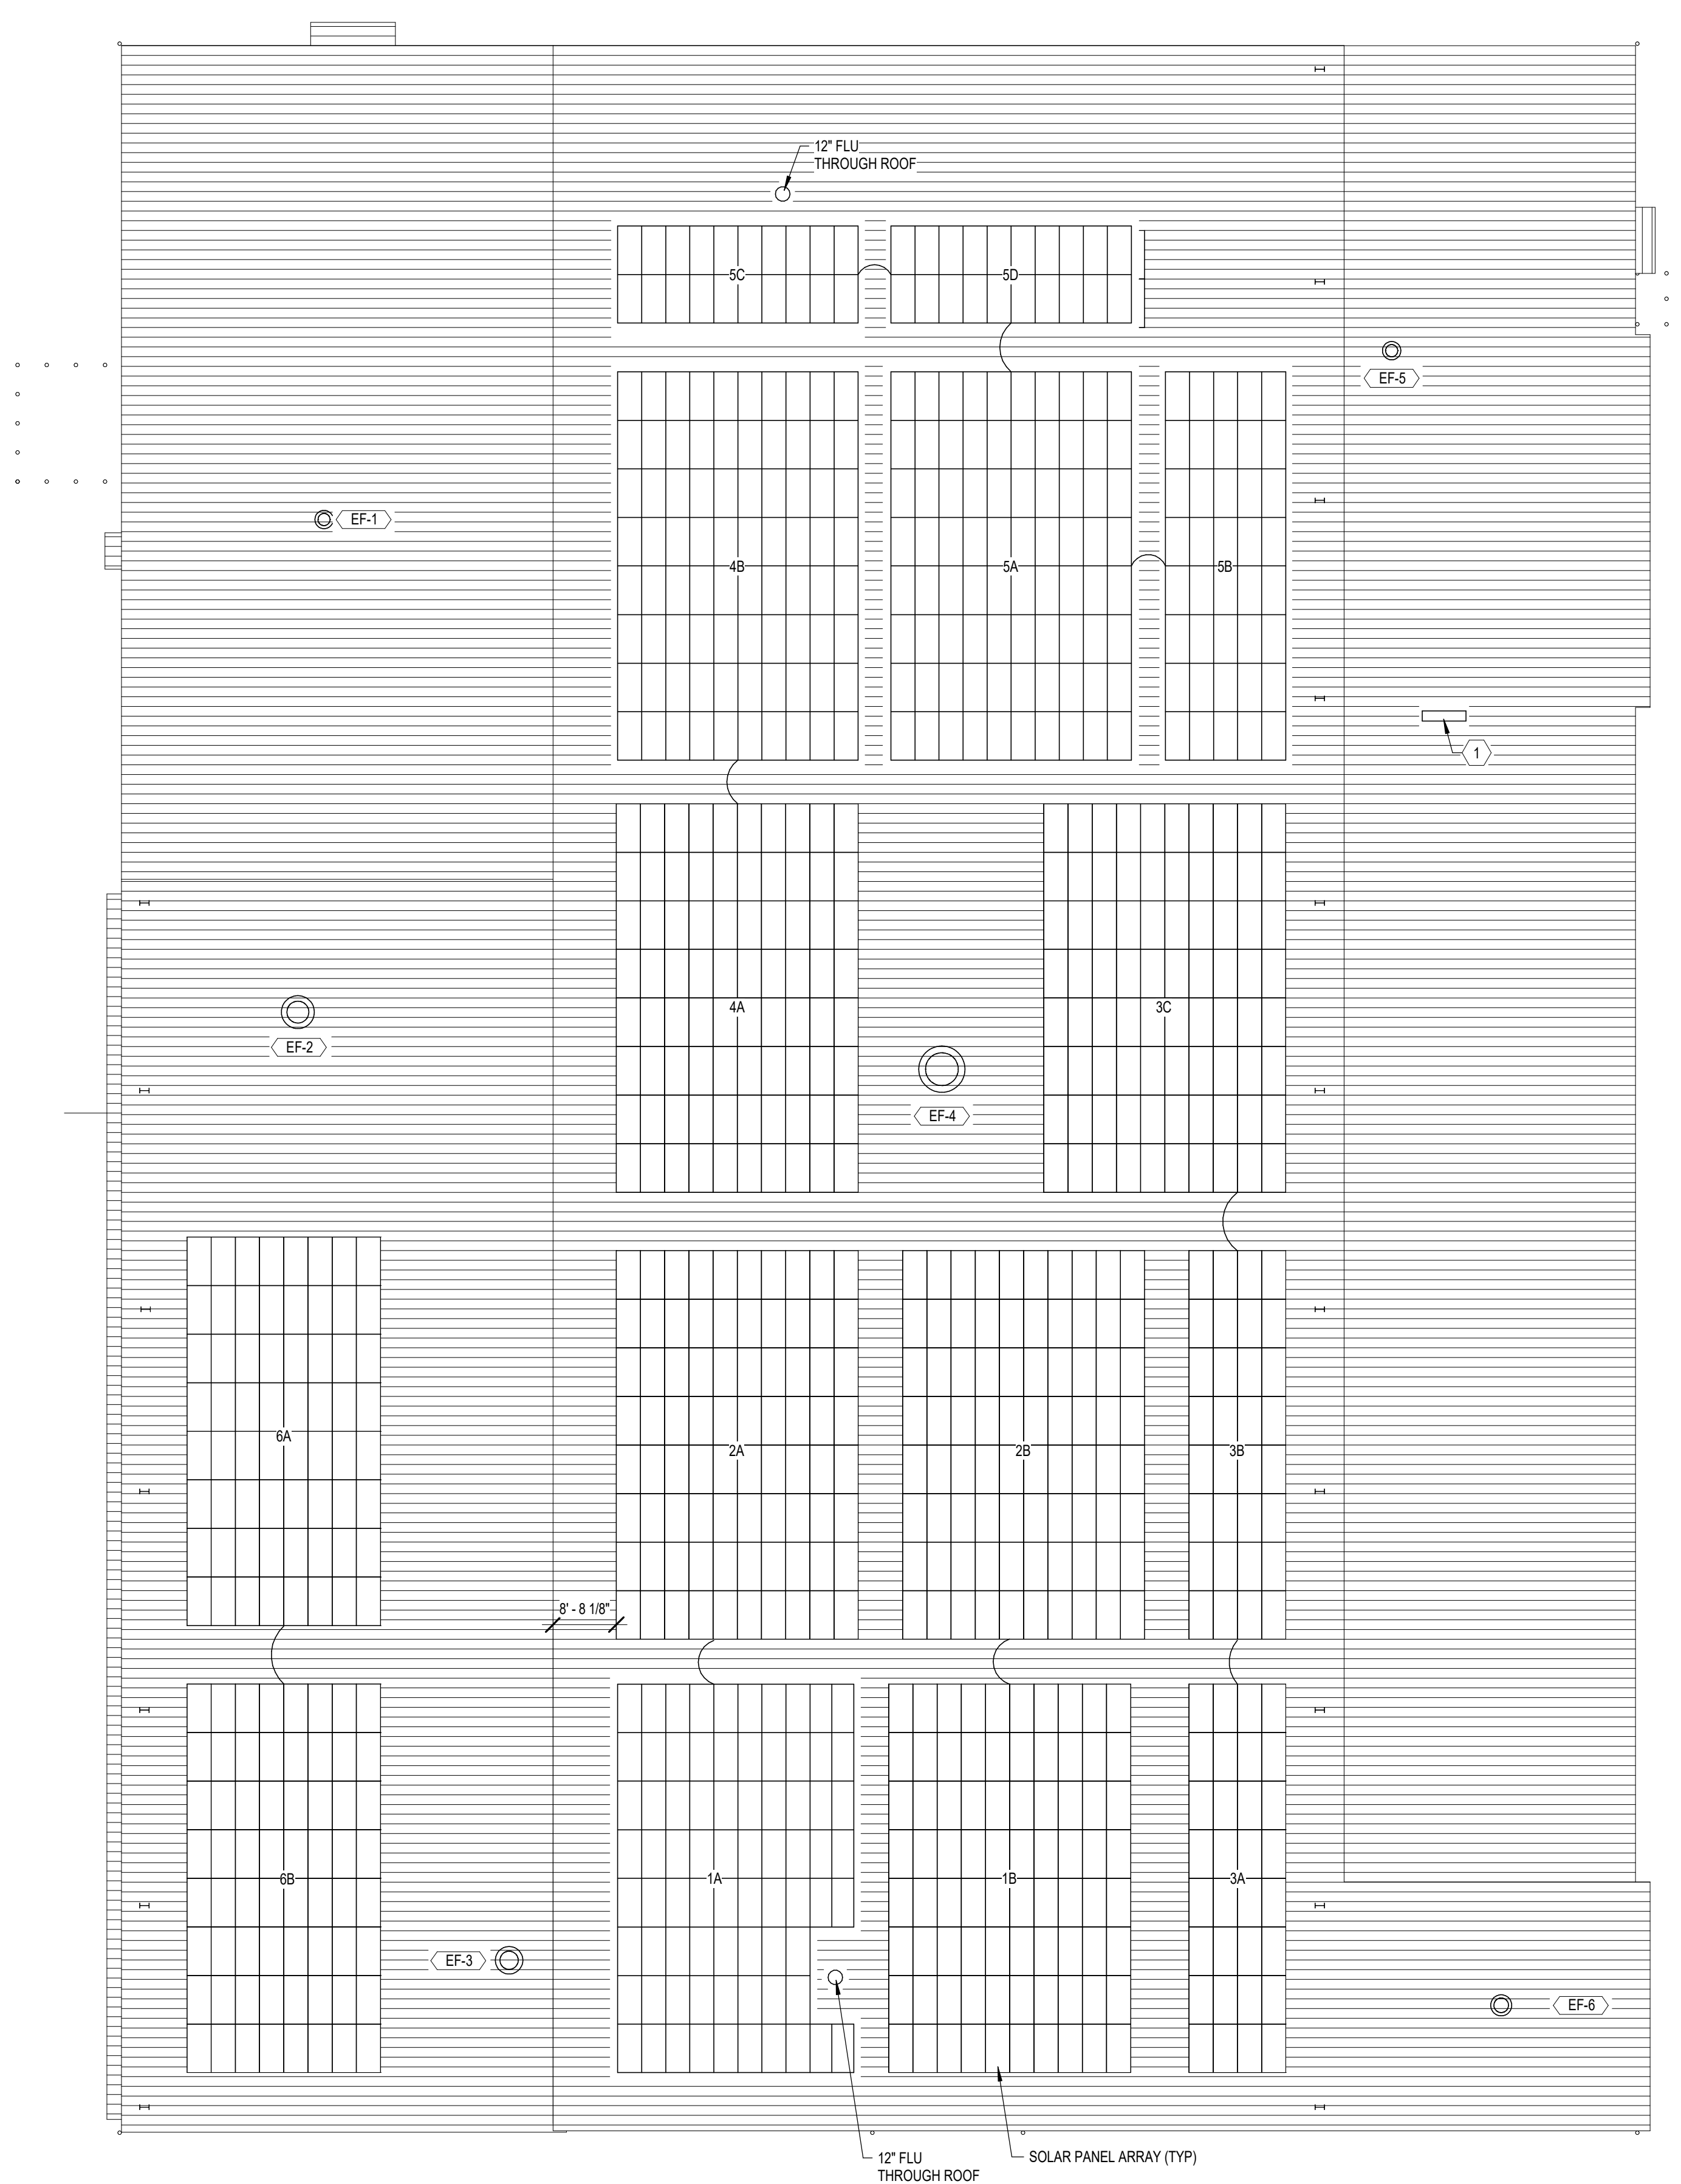 12" FLU
THROUGH ROOF
5C
5D
EF-5
EF-1
4B
5A
5B
1
4A
3C
EF-2
EF-4
6A
2A
2B
3B
8' - 8 1/8"
6B
1A
1B
3A
EF-3
EF-6
12" FLU
THROUGH ROOF
SOLAR PANEL ARRAY (TYP)